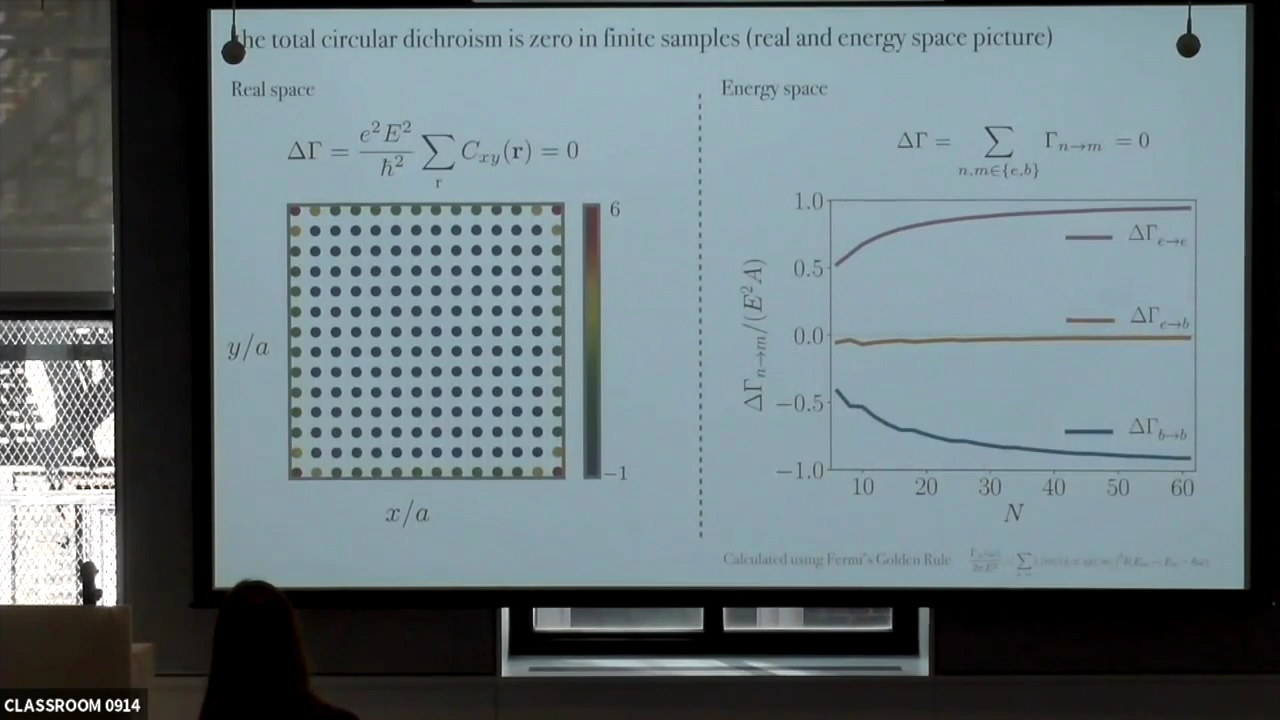 he total circular dichroism is zero in finite samples (real and energy space picture)
Real space
ΔΓ = e²E²/ħ² ∑_r C_xy(r) = 0
6
−1
y/a
x/a
Energy space
ΔΓ = ∑_{n,m∈{e,b}} Γ_{n→m} = 0
ΔΓ_{n→m}/(E²A)
1.0
0.5
0.0
−0.5
−1.0
ΔΓ_{e→e}
ΔΓ_{e→b}
ΔΓ_{b→b}
10 20 30 40 50 60
N
Calculated using Fermi's Golden Rule
CLASSROOM 0914